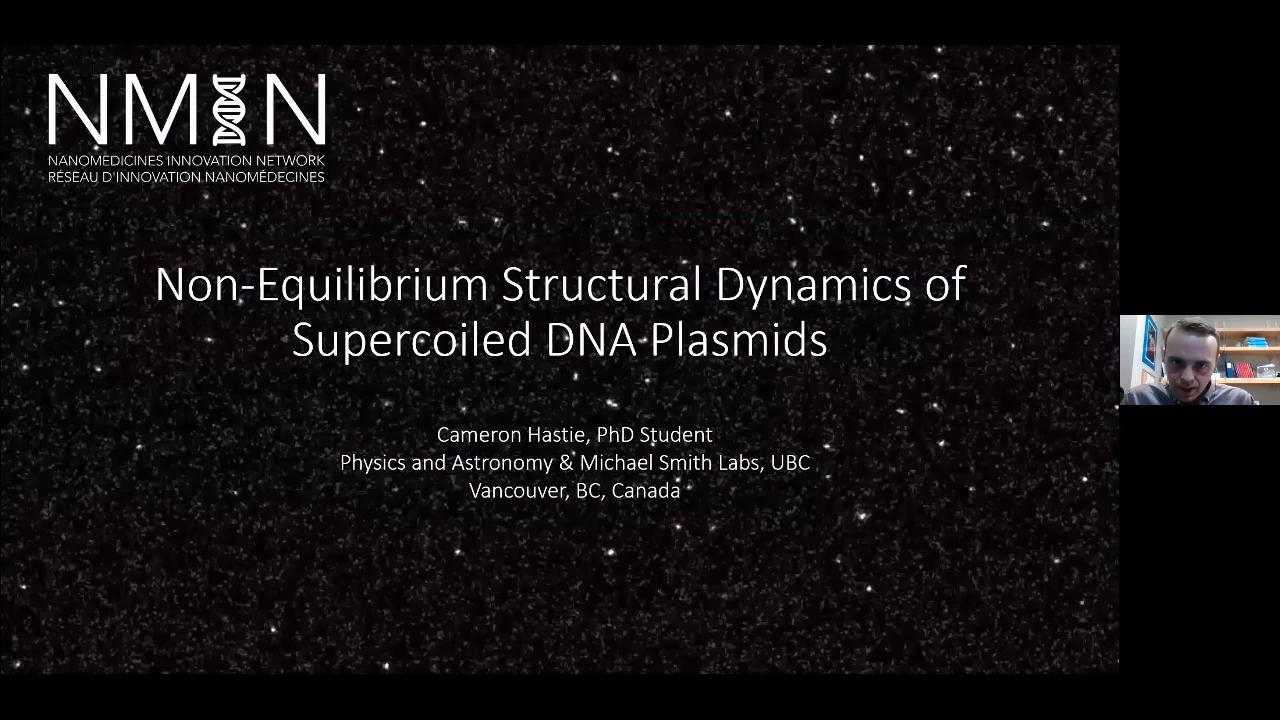 NMIN
NANOMEDICINES INNOVATION NETWORK
RÉSEAU D'INNOVATION NANOMÉDECINES
Non-Equilibrium Structural Dynamics of
Supercoiled DNA Plasmids
Cameron Hastie, PhD Student
Physics and Astronomy & Michael Smith Labs, UBC
Vancouver, BC, Canada